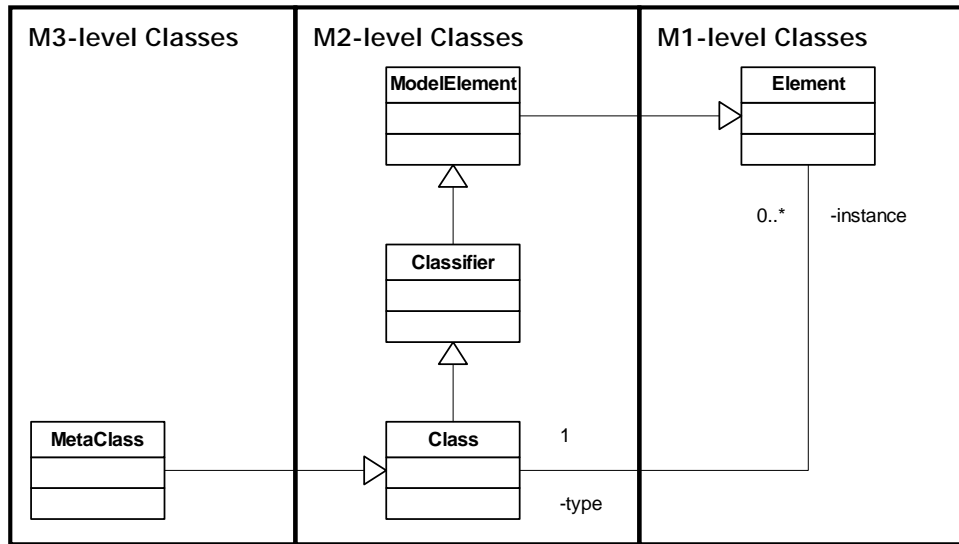 M3-level Classes
M2-level Classes
M1-level Classes
ModelElement
Element
0..*
-instance
Classifier
MetaClass
Class
1
-type